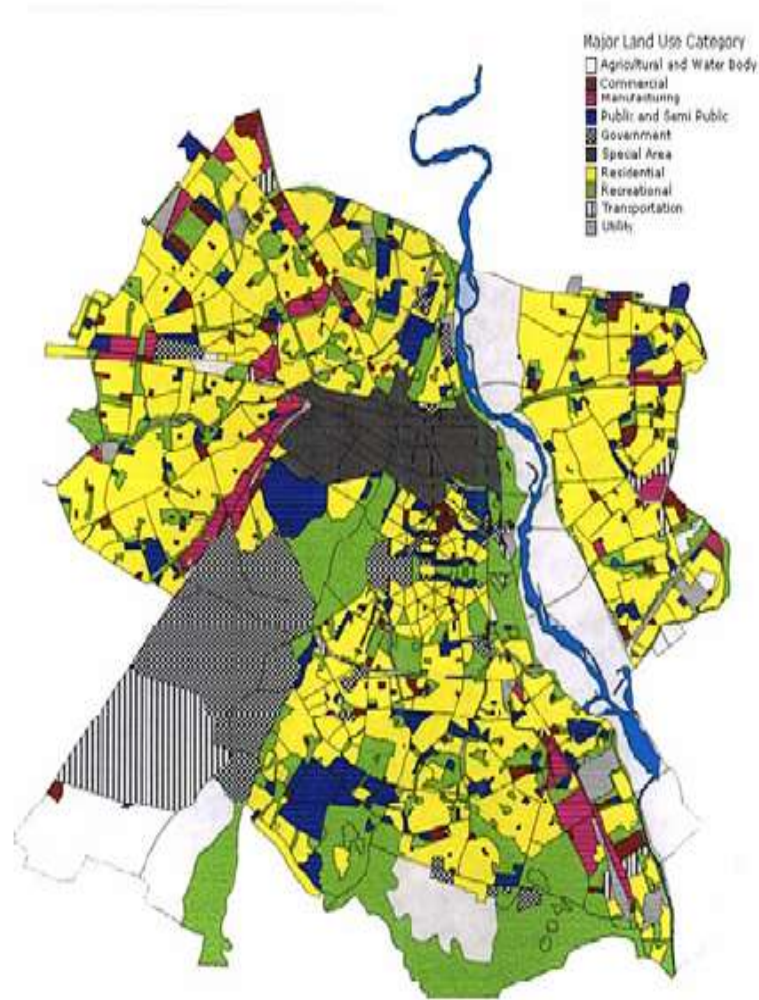 Major Land Use Category
Agricultural and Water Body
Commercial
Manufacturing
Public and Semi Public
Government
Special Area
Residential
Recreational
Transportation
Utility